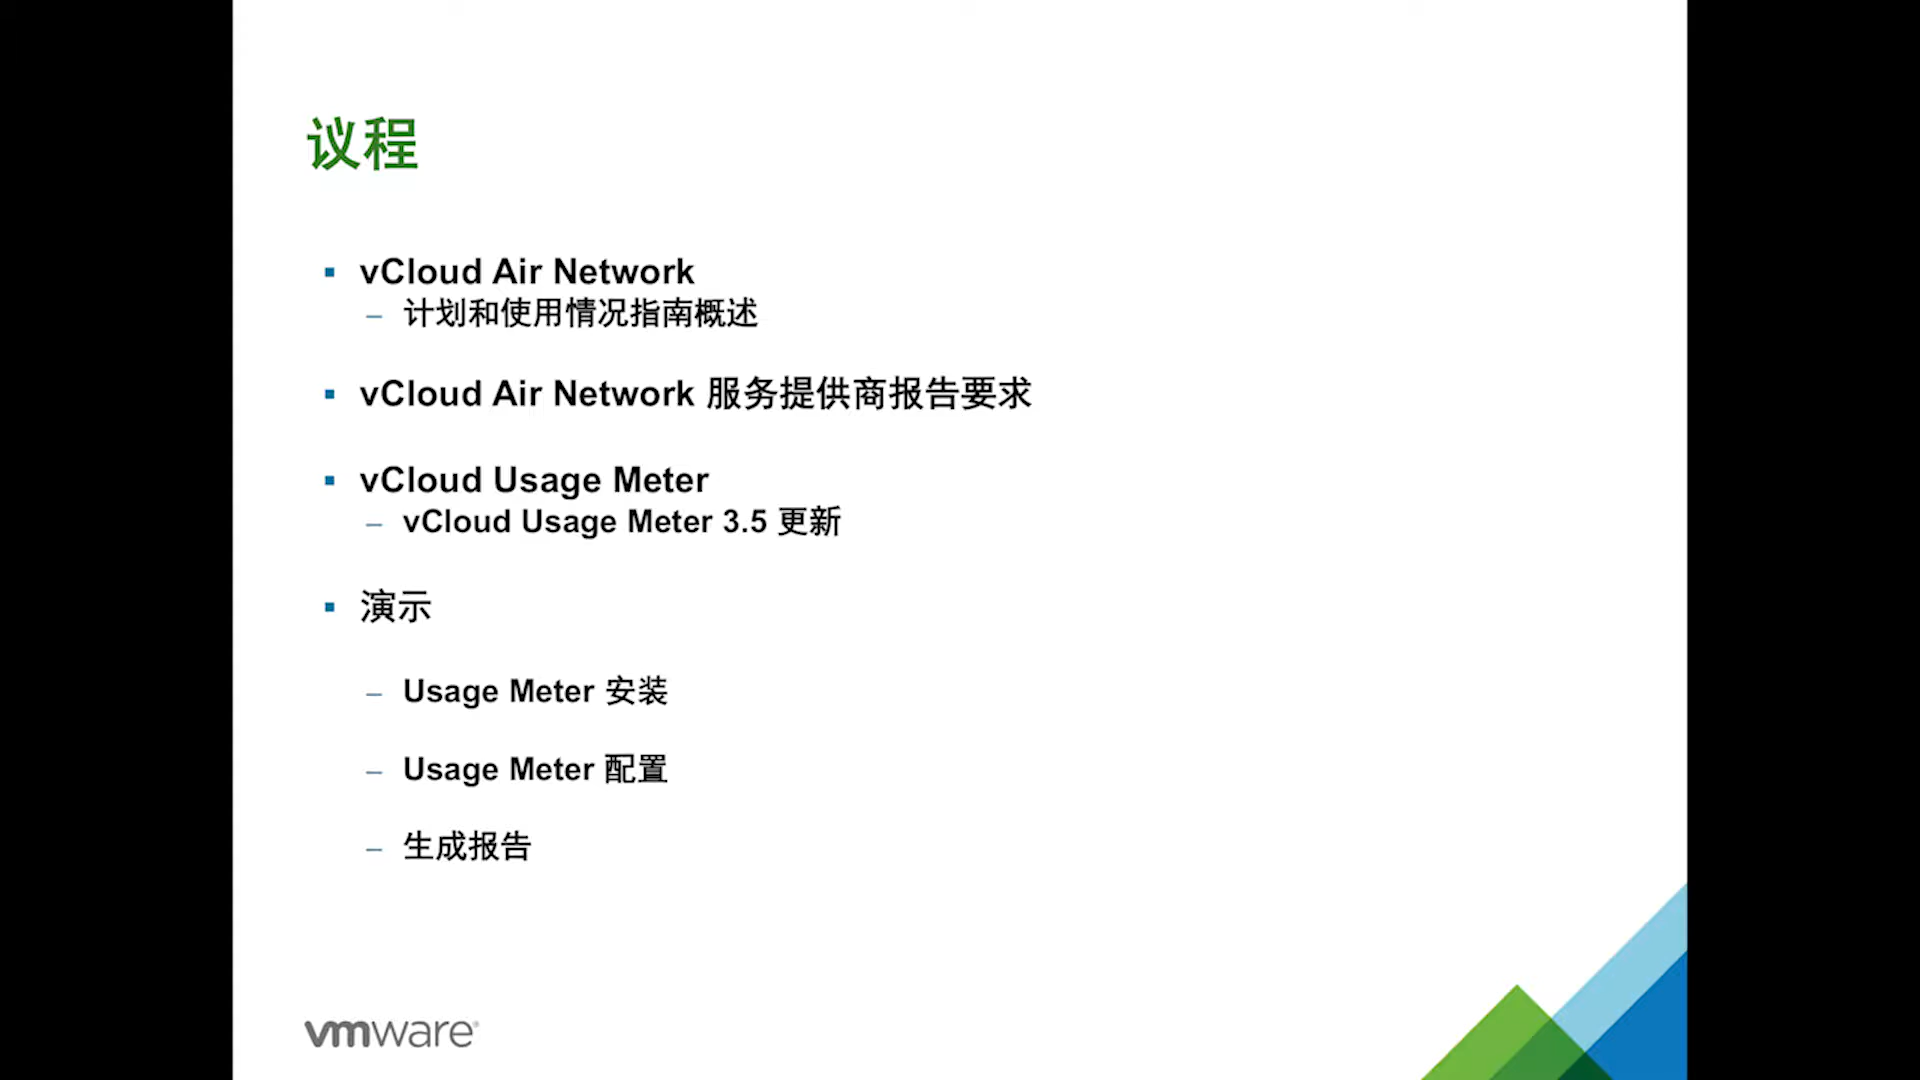 议程
▪ vCloud Air Network
– 计划和使用情况指南概述
▪ vCloud Air Network 服务提供商报告要求
▪ vCloud Usage Meter
– vCloud Usage Meter 3.5 更新
▪ 演示
– Usage Meter 安装
– Usage Meter 配置
– 生成报告
vmware®